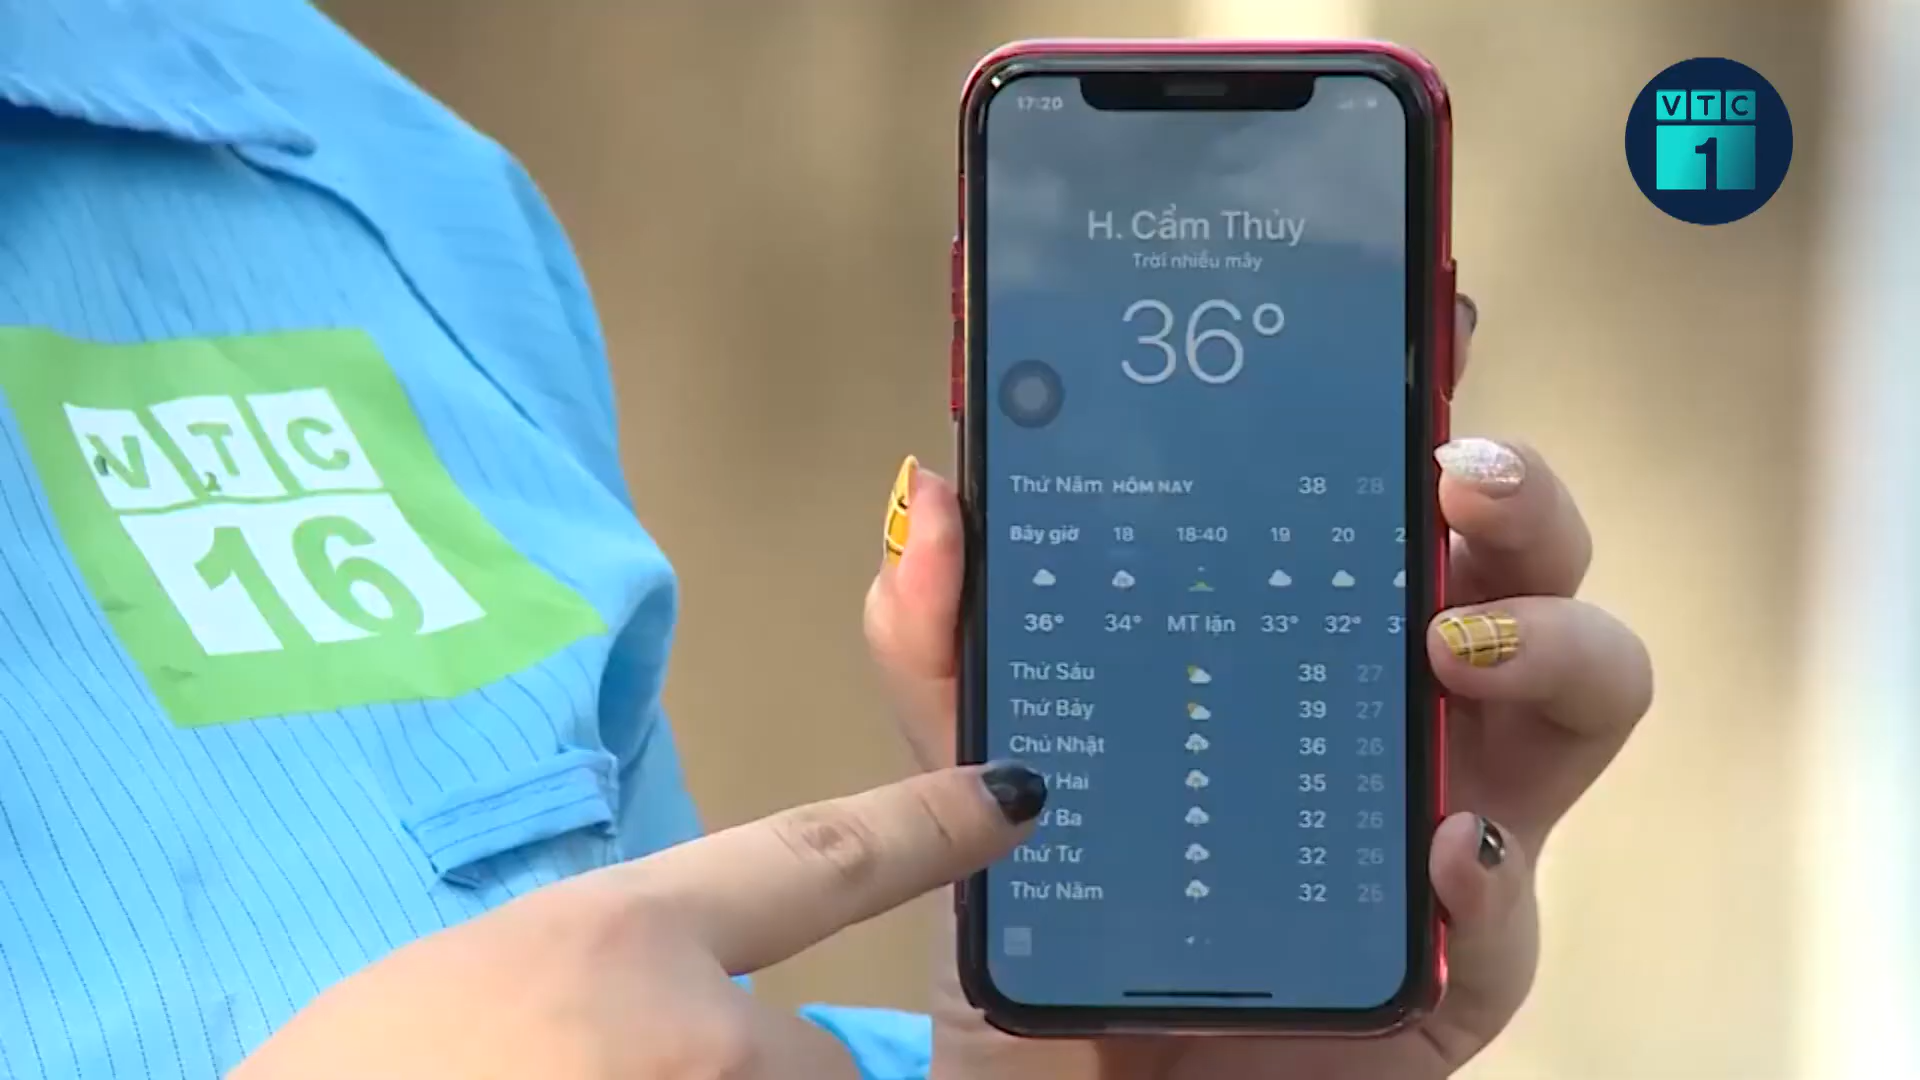 VTC
1
VTC
16
17:20
H. Cẩm Thủy
Trời nhiều mây
36°
Thứ Năm HÔM NAY 38 28
Bây giờ 18 18:40 19 20
36° 34° MT lặn 33° 32°
Thứ Sáu 38 27
Thứ Bảy 39 27
Chủ Nhật 36 26
Hai 35 26
Ba 32 26
Thứ Tư 32 26
Thứ Năm 32 26